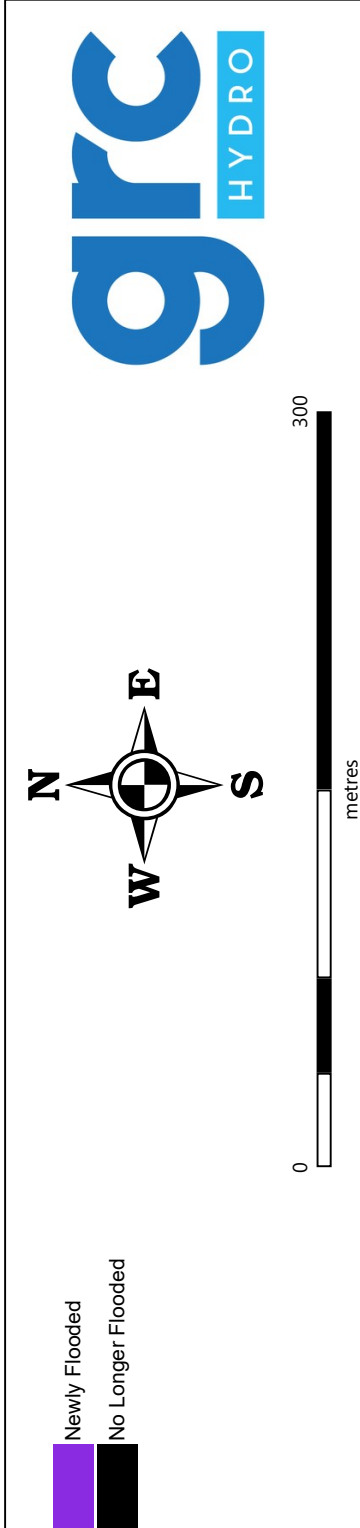 Newly Flooded
No Longer Flooded
N
W E
S
0 300
metres
grc
HYDRO